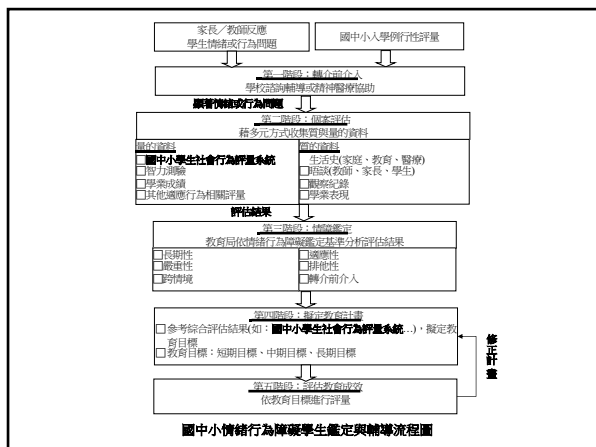 家長／教師反應
學生情緒或行為問題
國中小入學例行性評量
第一階段：轉介前介入
學校諮詢輔導或精神醫療協助
顯著情緒或行為問題
第二階段：個案評估
藉多元方式收集質與量的資料
量的資料
□國中小學生社會行為評量系統
□智力測驗
□學業成績
□其他適應行為相關評量
質的資料
生活史(家庭、教育、醫療)
□晤談(教師、家長、學生)
□觀察紀錄
□學業表現
評估結果
第三階段：情障鑑定
教育局依情緒行為障礙鑑定基準分析評估結果
□長期性
□嚴重性
□跨情境
□適應性
□排他性
□轉介前介入
第四階段：擬定教育計畫
□參考綜合評估結果(如：國中小學生社會行為評量系統…)，擬定教
育目標
□教育目標：短期目標、中期目標、長期目標
修正計畫
第五階段：評估教育成效
依教育目標進行評量
國中小情緒行為障礙學生鑑定與輔導流程圖